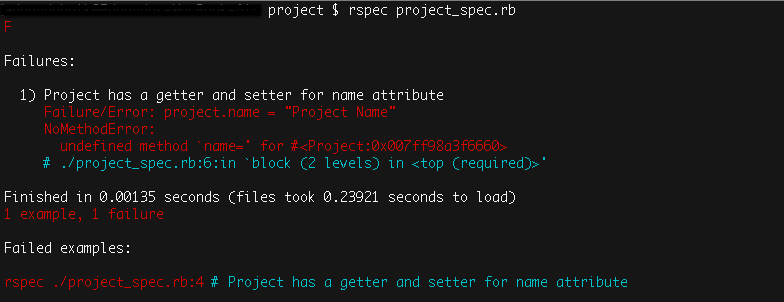 project $ rspec project_spec.rb
F
Failures:
1) Project has a getter and setter for name attribute
Failure/Error: project.name = "Project Name"
NoMethodError:
undefined method `name=' for #<Project:0x007ff98a3f6660>
# ./project_spec.rb:6:in `block (2 levels) in <top (required)>'
Finished in 0.00135 seconds (files took 0.23921 seconds to load)
1 example, 1 failure
Failed examples:
rspec ./project_spec.rb:4 # Project has a getter and setter for name attribute